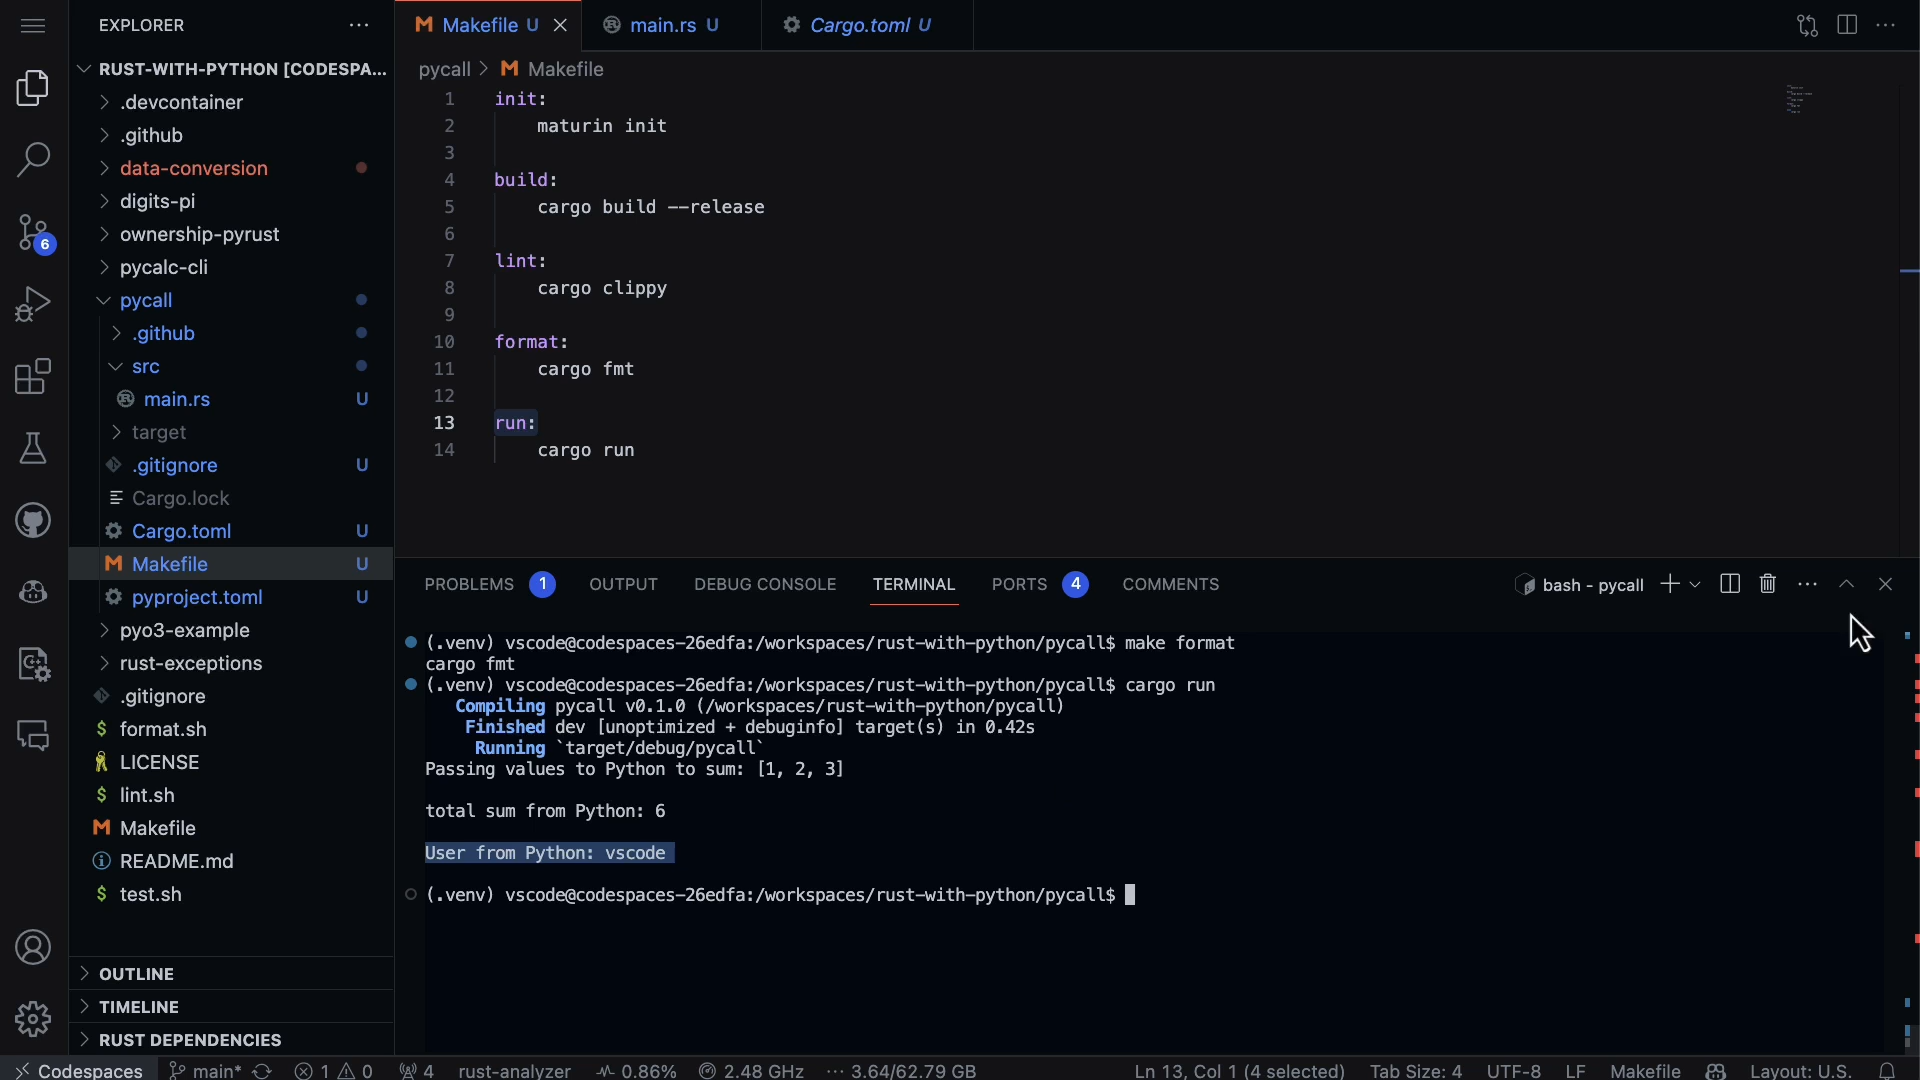 EXPLORER
RUST-WITH-PYTHON [CODESPA...
.devcontainer
.github
data-conversion
digits-pi
ownership-pyrust
pycalc-cli
pycall
.github
src
main.rs U
target
.gitignore U
Cargo.lock
Cargo.toml U
M Makefile U
pyproject.toml U
pyo3-example
rust-exceptions
.gitignore
$ format.sh
LICENSE
$ lint.sh
M Makefile
README.md
$ test.sh
OUTLINE
TIMELINE
RUST DEPENDENCIES
6
M Makefile U
main.rs U
Cargo.toml U
pycall > M Makefile
1 init:
2 maturin init
3
4 build:
5 cargo build --release
6
7 lint:
8 cargo clippy
9
10 format:
11 cargo fmt
12
13 run:
14 cargo run
PROBLEMS 1 OUTPUT DEBUG CONSOLE TERMINAL PORTS 4 COMMENTS
bash - pycall
(.venv) vscode@codespaces-26edfa:/workspaces/rust-with-python/pycall$ make format
cargo fmt
(.venv) vscode@codespaces-26edfa:/workspaces/rust-with-python/pycall$ cargo run
Compiling pycall v0.1.0 (/workspaces/rust-with-python/pycall)
Finished dev [unoptimized + debuginfo] target(s) in 0.42s
Running `target/debug/pycall`
Passing values to Python to sum: [1, 2, 3]
total sum from Python: 6
User from Python: vscode
(.venv) vscode@codespaces-26edfa:/workspaces/rust-with-python/pycall$
Codespaces main* 1 0 4 rust-analyzer 0.86% 2.48 GHz 3.64/62.79 GB Ln 13, Col 1 (4 selected) Tab Size: 4 UTF-8 LF Makefile Layout: U.S.